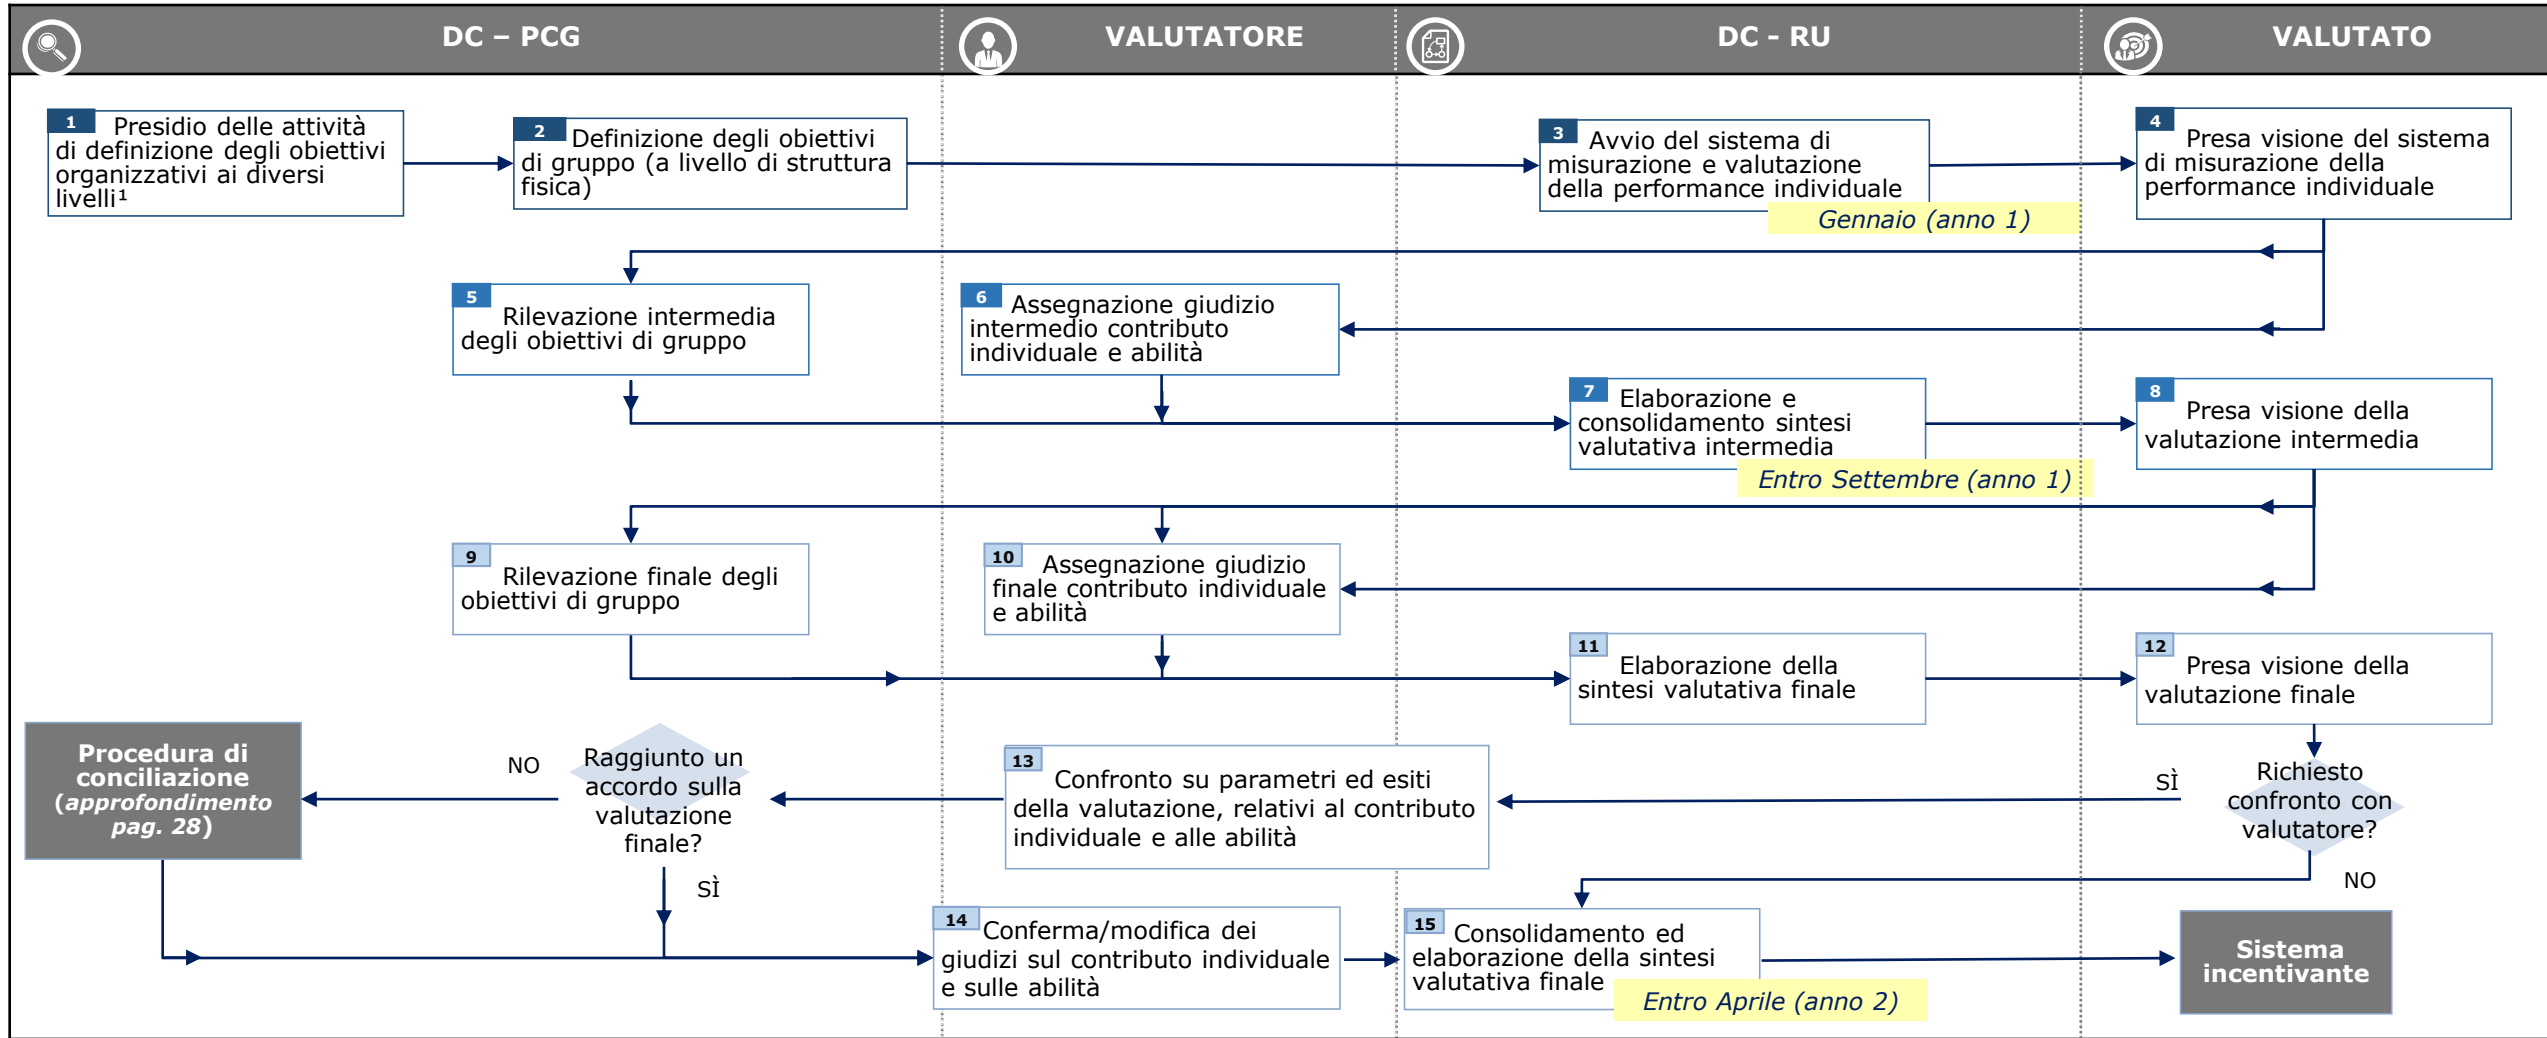 DC – PCG
VALUTATORE
DC - RU
VALUTATO
1 Presidio delle attività
di definizione degli obiettivi
organizzativi ai diversi
livelli¹
2 Definizione degli obiettivi
di gruppo (a livello di struttura
fisica)
3 Avvio del sistema di
misurazione e valutazione
della performance individuale
Gennaio (anno 1)
4 Presa visione del sistema
di misurazione della
performance individuale
5 Rilevazione intermedia
degli obiettivi di gruppo
6 Assegnazione giudizio
intermedio contributo
individuale e abilità
7 Elaborazione e
consolidamento sintesi
valutativa intermedia
Entro Settembre (anno 1)
8 Presa visione della
valutazione intermedia
9 Rilevazione finale degli
obiettivi di gruppo
10 Assegnazione giudizio
finale contributo individuale
e abilità
11 Elaborazione della
sintesi valutativa finale
12 Presa visione della
valutazione finale
Procedura di
conciliazione
(approfondimento
pag. 28)
NO
Raggiunto un
accordo sulla
valutazione
finale?
SÌ
13 Confronto su parametri ed esiti
della valutazione, relativi al contributo
individuale e alle abilità
SÌ
Richiesto
confronto con
valutatore?
NO
14 Conferma/modifica dei
giudizi sul contributo individuale
e sulle abilità
15 Consolidamento ed
elaborazione della sintesi
valutativa finale
Entro Aprile (anno 2)
Sistema
incentivante